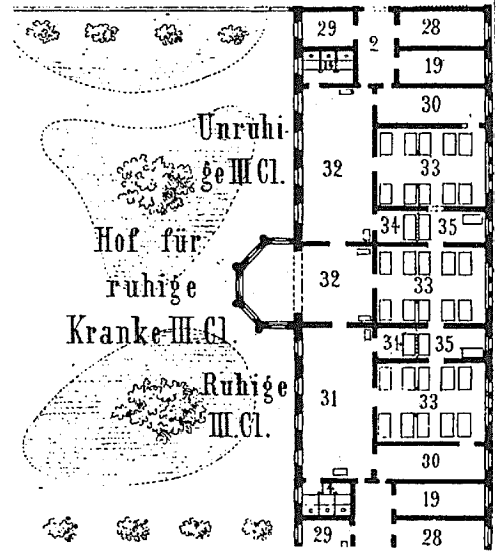 29 2 28
19
30
Unruhi-
ge III Cl.
32 33
34 35
Hof für
ruhige
Kranke III. Cl.
32 33
31 35
Ruhige
III. Cl.
31 33
30
19
29 28